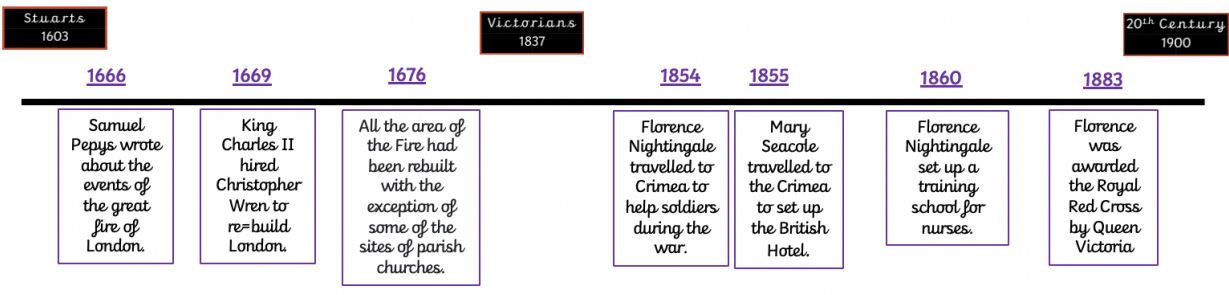 Stuarts
1603
Victorians
1837
20th Century
1900
1666
1669
1676
1854
1855
1860
1883
Samuel
Pepys wrote
about the
events of
the great
fire of
London.
King
Charles II
hired
Christopher
Wren to
re=build
London.
All the area of
the Fire had
been rebuilt
with the
exception of
some of the
sites of parish
churches.
Florence
Nightingale
travelled to
Crimea to
help soldiers
during the
war.
Mary
Seacole
travelled to
the Crimea
to set up
the British
Hotel.
Florence
Nightingale
set up a
training
school for
nurses.
Florence
was
awarded
the Royal
Red Cross
by Queen
Victoria